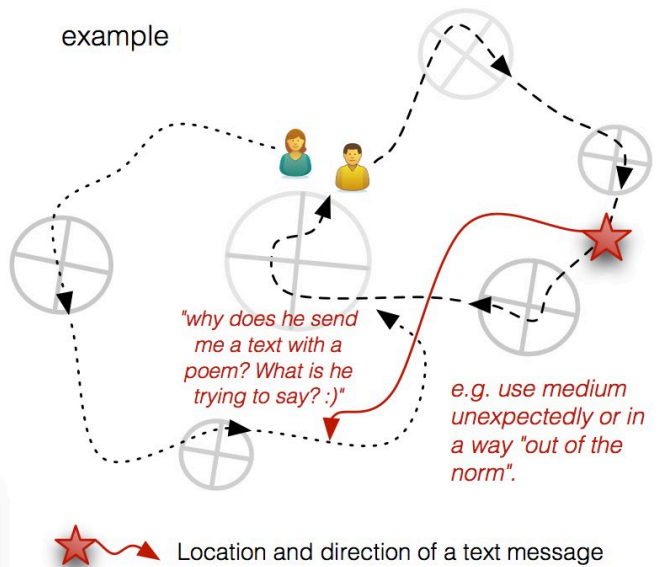 example
"why does he send
me a text with a
poem? What is he
trying to say? :)"
e.g. use medium
unexpectedly or in
a way "out of the
norm".
Location and direction of a text message